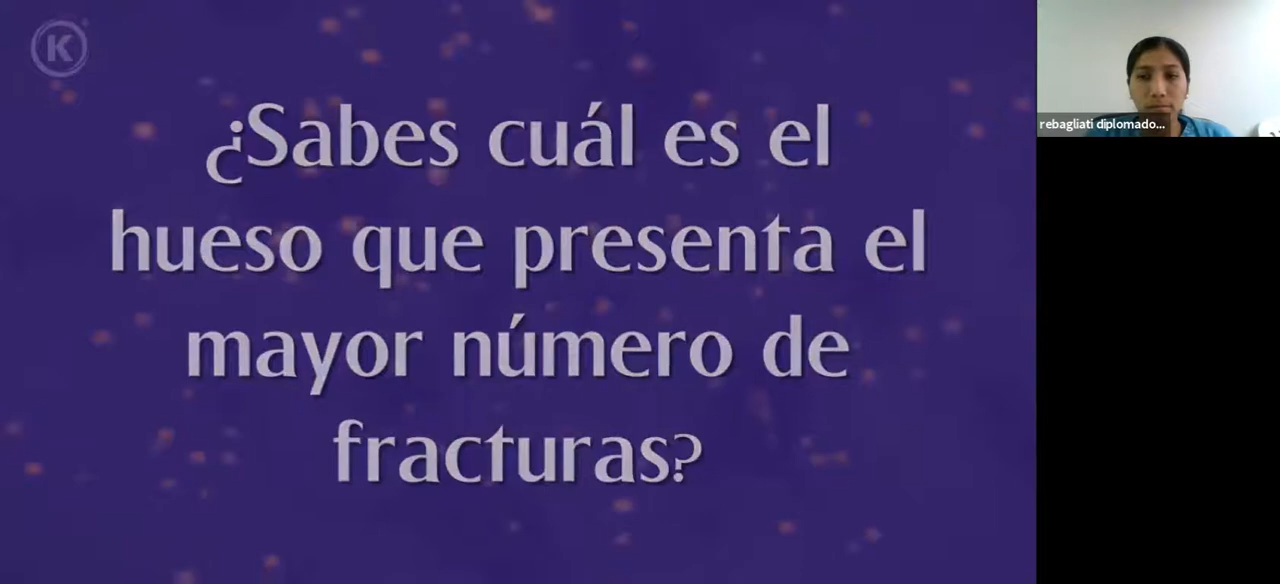 K
¿Sabes cuál es el
hueso que presenta el
mayor número de
fracturas?
rebagliati diplomado...